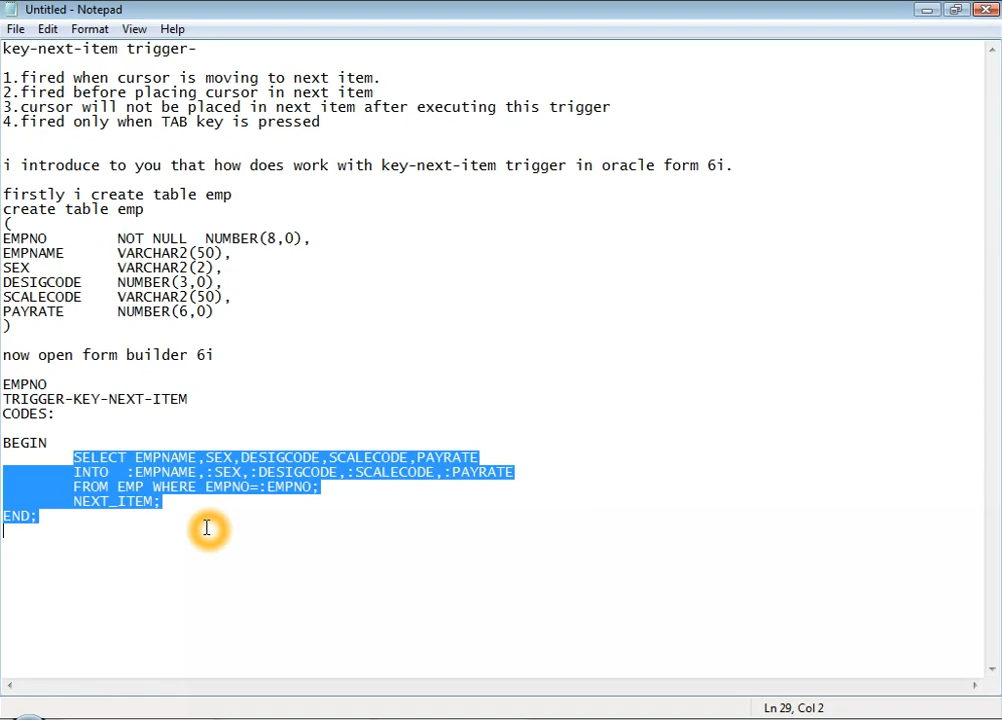 Untitled - Notepad
File Edit Format View Help
key-next-item trigger-
1.fired when cursor is moving to next item.
2.fired before placing cursor in next item
3.cursor will not be placed in next item after executing this trigger
4.fired only when TAB key is pressed
i introduce to you that how does work with key-next-item trigger in oracle form 6i.
firstly i create table emp
create table emp
(
EMPNO NOT NULL NUMBER(8,0),
EMPNAME VARCHAR2(50),
SEX VARCHAR2(2),
DESIGCODE NUMBER(3,0),
SCALECODE VARCHAR2(50),
PAYRATE NUMBER(6,0)
)
now open form builder 6i
EMPNO
TRIGGER-KEY-NEXT-ITEM
CODES:
BEGIN
SELECT EMPNAME,SEX,DESIGCODE,SCALECODE,PAYRATE
INTO :EMPNAME,:SEX,:DESIGCODE,:SCALECODE,:PAYRATE
FROM EMP WHERE EMPNO=:EMPNO;
NEXT_ITEM;
END;
Ln 29, Col 2